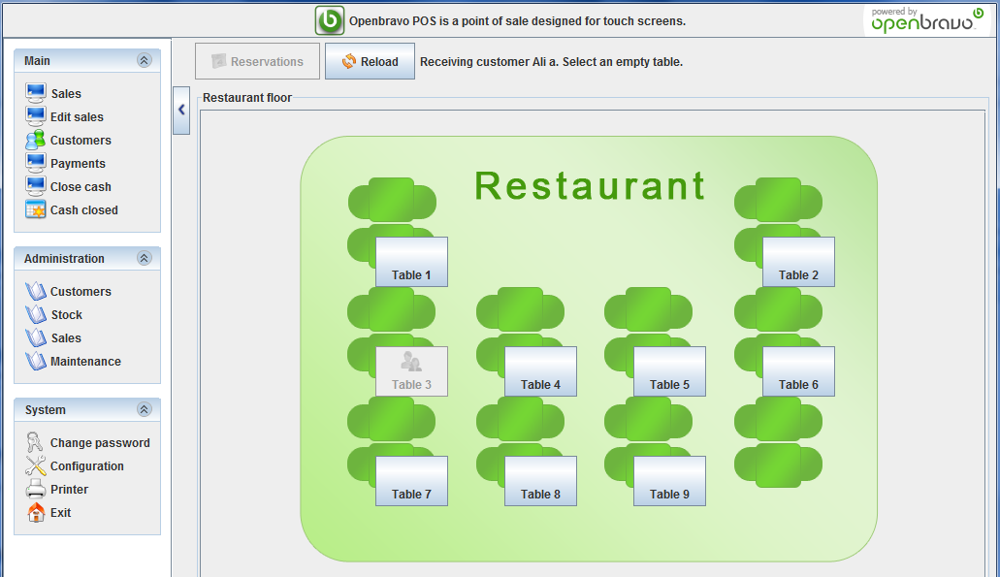 Openbravo POS is a point of sale designed for touch screens.
powered by
openbravo
Main
Sales
Edit sales
Customers
Payments
Close cash
Cash closed
Administration
Customers
Stock
Sales
Maintenance
System
Change password
Configuration
Printer
Exit
Reservations
Reload
Receiving customer Ali a. Select an empty table.
Restaurant floor
Restaurant
Table 1
Table 2
Table 3
Table 4
Table 5
Table 6
Table 7
Table 8
Table 9